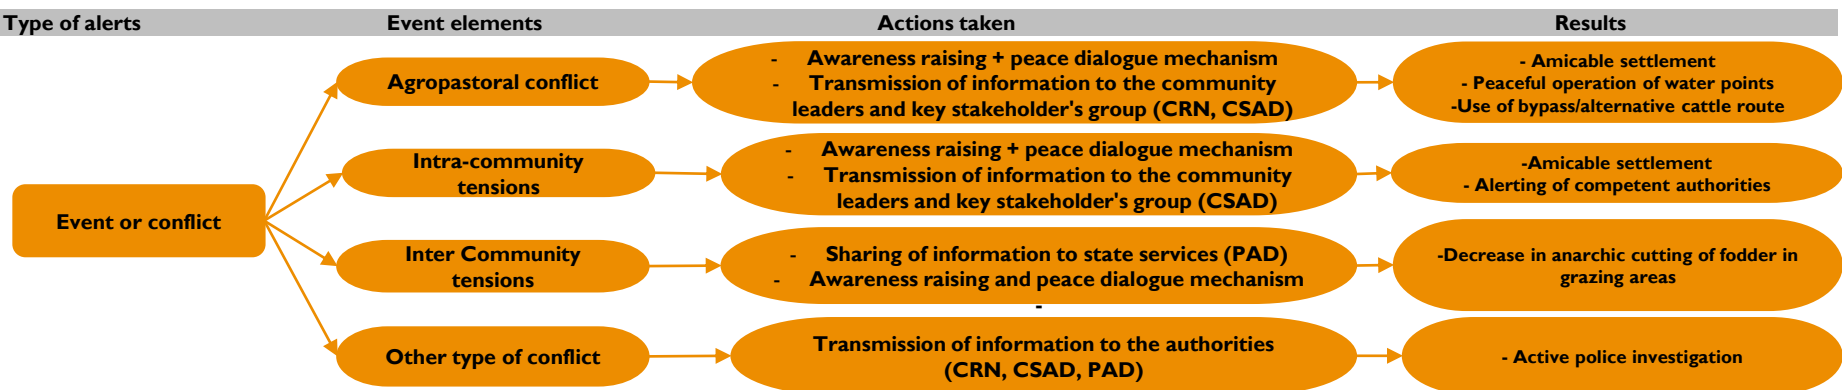 Type of alerts Event elements Actions taken Results
Event or conflict
Agropastoral conflict
- Awareness raising + peace dialogue mechanism
- Transmission of information to the community
leaders and key stakeholder's group (CRN, CSAD)
- Amicable settlement
- Peaceful operation of water points
-Use of bypass/alternative cattle route
Intra-community
tensions
- Awareness raising + peace dialogue mechanism
- Transmission of information to the community
leaders and key stakeholder's group (CSAD)
-Amicable settlement
- Alerting of competent authorities
Inter Community
tensions
- Sharing of information to state services (PAD)
- Awareness raising and peace dialogue mechanism
-
-Decrease in anarchic cutting of fodder in
grazing areas
Other type of conflict
Transmission of information to the authorities
(CRN, CSAD, PAD)
- Active police investigation